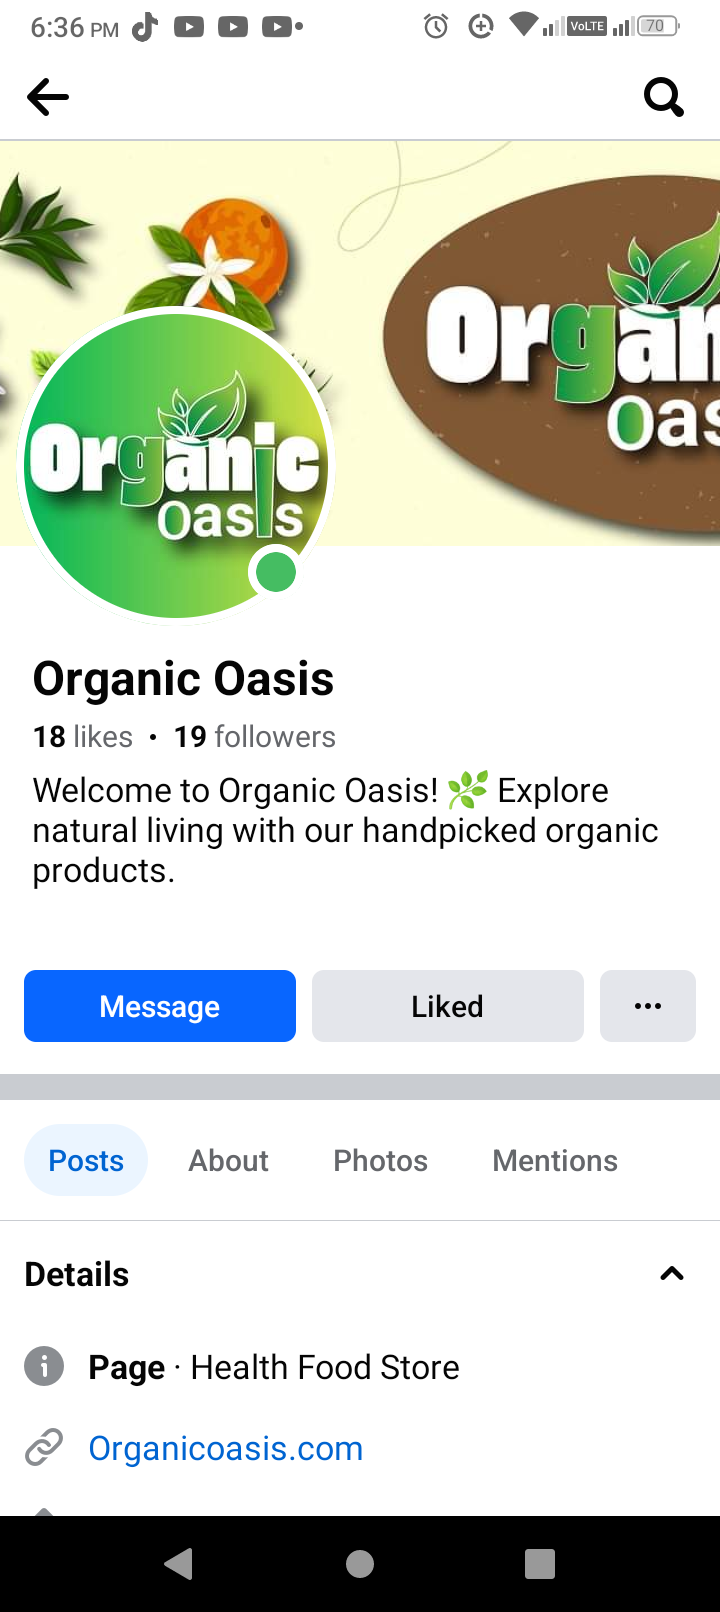 6:36 PM
VoLTE
70
Organ
oas
Organic
oasis
Organic Oasis
18 likes • 19 followers
Welcome to Organic Oasis! 🌿 Explore
natural living with our handpicked organic
products.
Message
Liked
Posts
About
Photos
Mentions
Details
Page · Health Food Store
Organicoasis.com